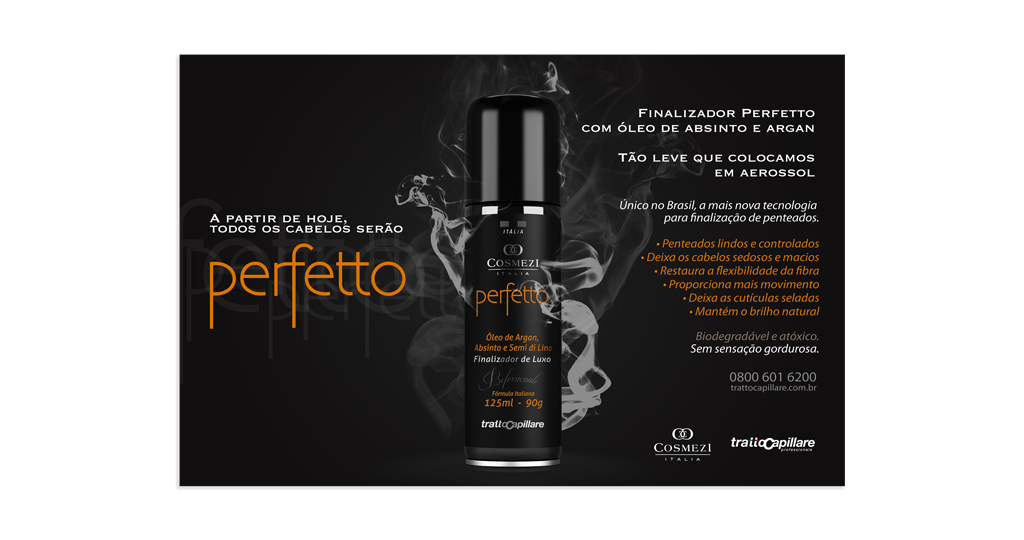 A PARTIR DE HOJE,
TODOS OS CABELOS SERÃO
perfetto
ITÁLIA
COSMEZI
ITALIA
perfetto
Óleo de Argan,
Absinto e Semi di Lino
Finalizador de Luxo
Professional
Fórmula Italiana
125ml - 90g
trattoCapillare
FINALIZADOR PERFETTO
COM ÓLEO DE ABSINTO E ARGAN
TÃO LEVE QUE COLOCAMOS
EM AEROSSOL
Único no Brasil, a mais nova tecnologia
para finalização de penteados.
• Penteados lindos e controlados
• Deixa os cabelos sedosos e macios
• Restaura a flexibilidade da fibra
• Proporciona mais movimento
• Deixa as cutículas seladas
• Mantém o brilho natural
Biodegradável e atóxico.
Sem sensação gordurosa.
0800 601 6200
trattocapillare.com.br
COSMEZI
ITALIA
trattoCapillare
professionale